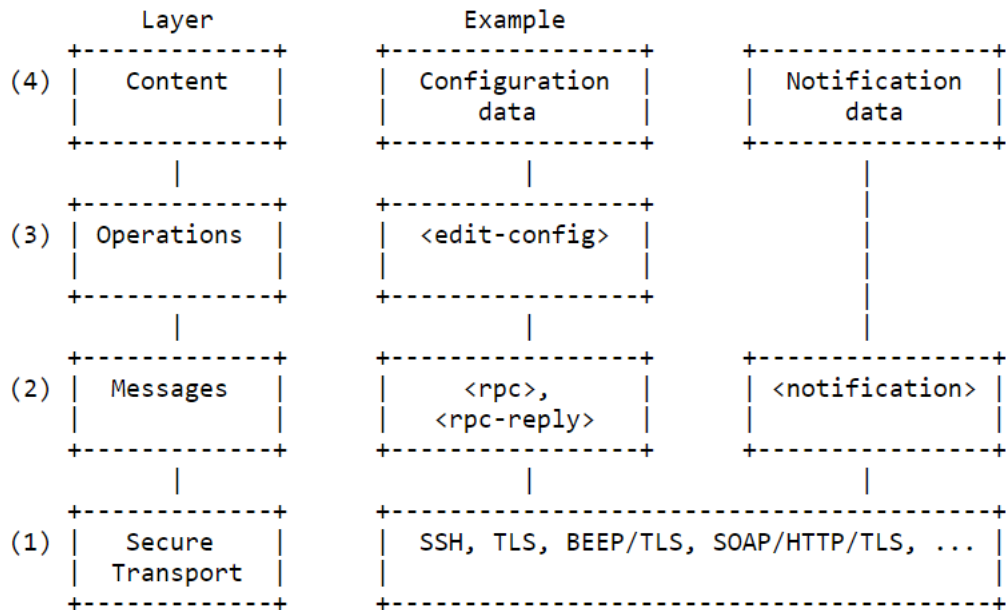 Layer Example
(4) Content Configuration Notification
data data
(3) Operations <edit-config>
(2) Messages <rpc>, <notification>
<rpc-reply>
(1) Secure SSH, TLS, BEEP/TLS, SOAP/HTTP/TLS, ...
Transport